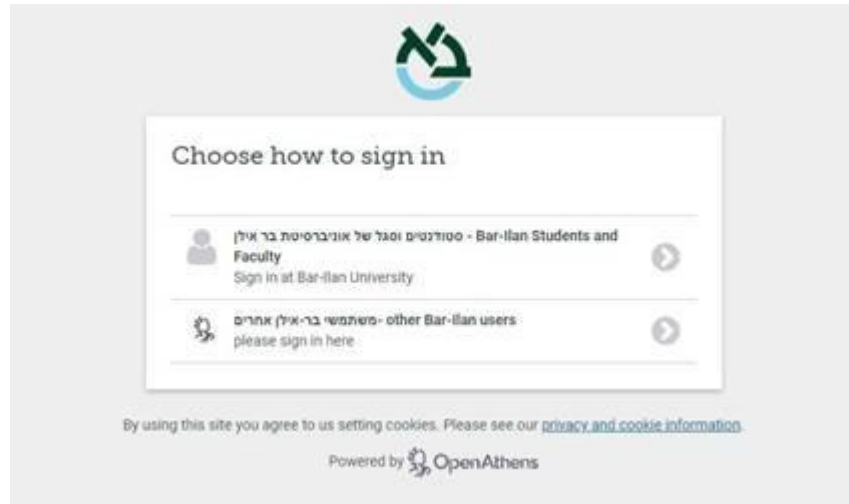 בא
Choose how to sign in
סטודנטים וסגל של אוניברסיטת בר אילן - Bar-Ilan Students and
Faculty
Sign in at Bar-Ilan University
משתמשי בר-אילן אחרים- other Bar-Ilan users
please sign in here
By using this site you agree to us setting cookies. Please see our privacy and cookie information.
Powered by OpenAthens